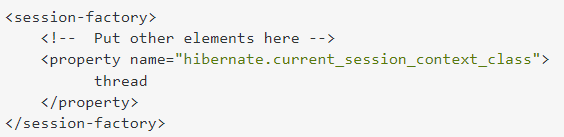 <session-factory>
    <!--  Put other elements here -->
    <property name="hibernate.current_session_context_class">
          thread
    </property>
</session-factory>